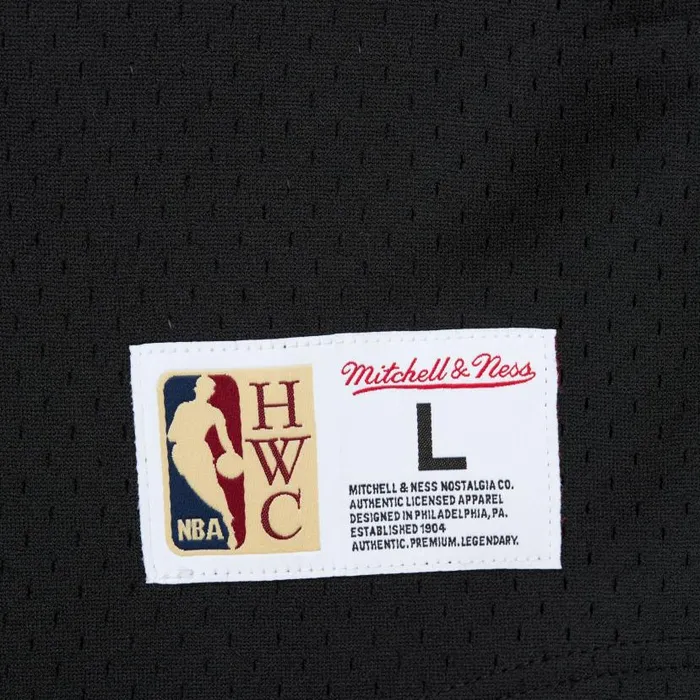 NBA
H
W
C
Mitchell & Ness
L
MITCHELL & NESS NOSTALGIA CO.
AUTHENTIC LICENSED APPAREL
DESIGNED IN PHILADELPHIA, PA.
ESTABLISHED 1904
AUTHENTIC. PREMIUM. LEGENDARY.